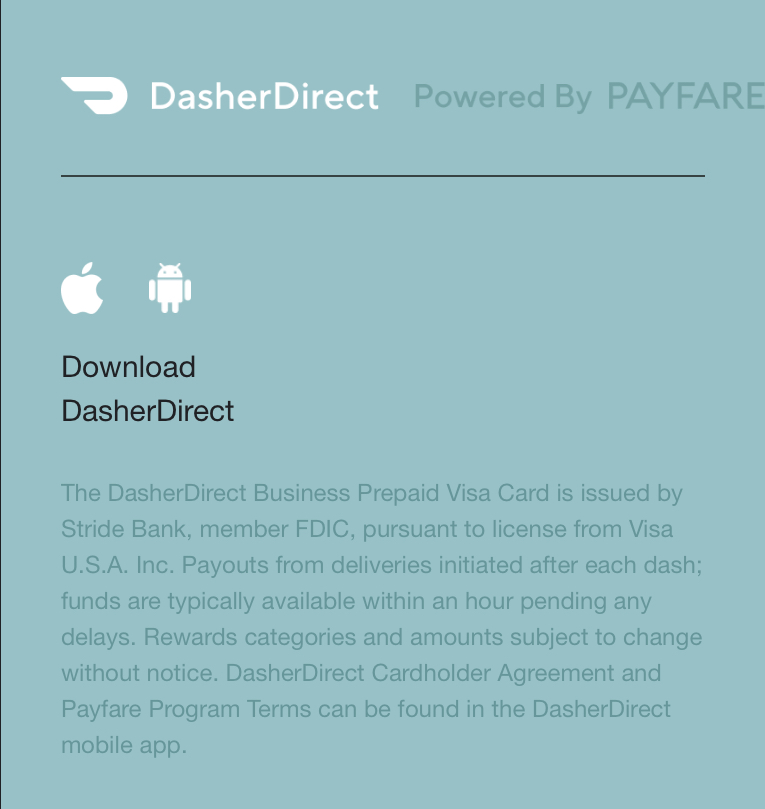 DasherDirect Powered By PAYFARE
Download
DasherDirect
The DasherDirect Business Prepaid Visa Card is issued by
Stride Bank, member FDIC, pursuant to license from Visa
U.S.A. Inc. Payouts from deliveries initiated after each dash;
funds are typically available within an hour pending any
delays. Rewards categories and amounts subject to change
without notice. DasherDirect Cardholder Agreement and
Payfare Program Terms can be found in the DasherDirect
mobile app.